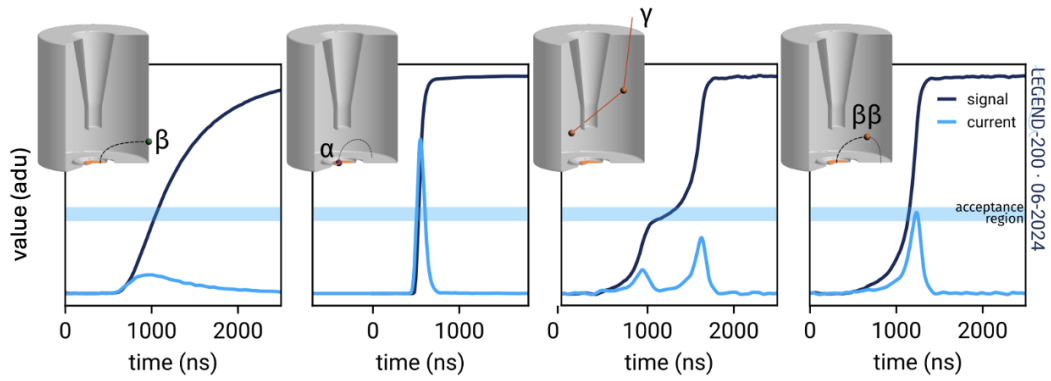 γ
β
α
ββ
signal
current
value (adu)
acceptance
region
LEGEND-200 · 06-2024
0 1000 2000
0 1000
0 1000 2000
0 1000 2000
time (ns)
time (ns)
time (ns)
time (ns)